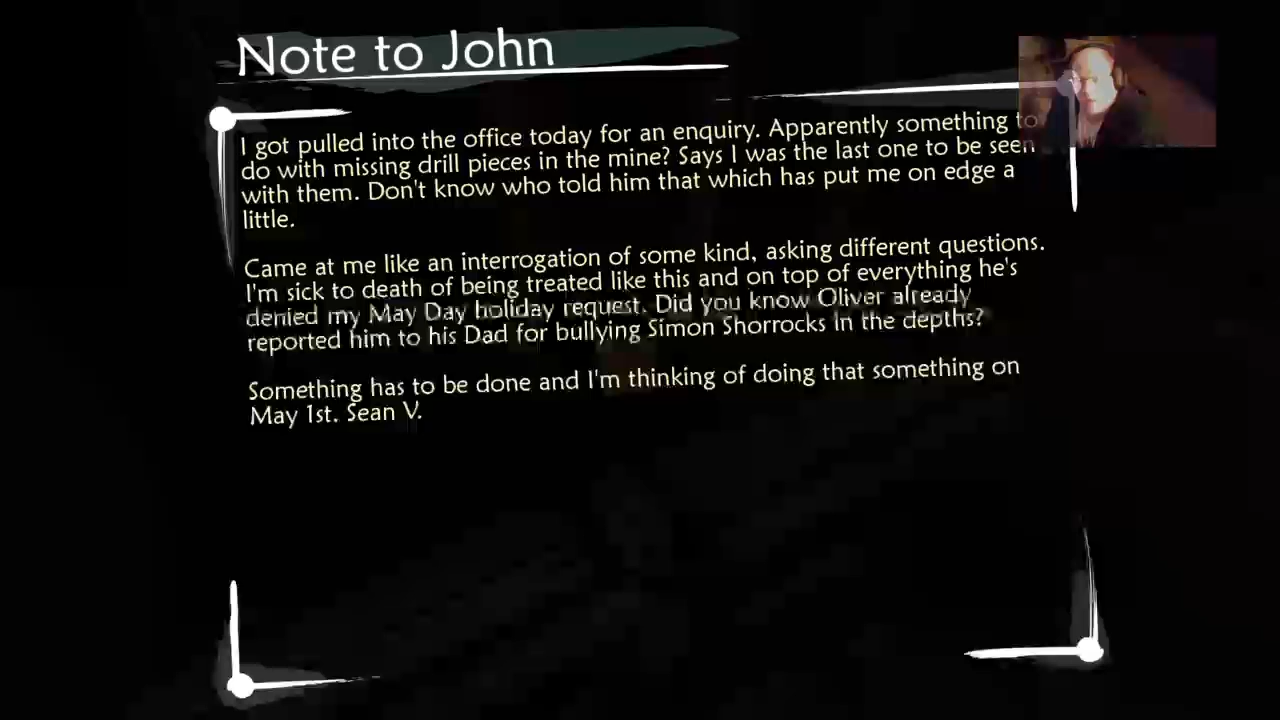 Note to John
I got pulled into the office today for an enquiry. Apparently something to
do with missing drill pieces in the mine? Says I was the last one to be seen
with them. Don't know who told him that which has put me on edge a
little.
Came at me like an interrogation of some kind, asking different questions.
I'm sick to death of being treated like this and on top of everything he's
denied my May Day holiday request. Did you know Oliver already
reported him to his Dad for bullying Simon Shorrocks in the depths?
Something has to be done and I'm thinking of doing that something on
May 1st. Sean V.